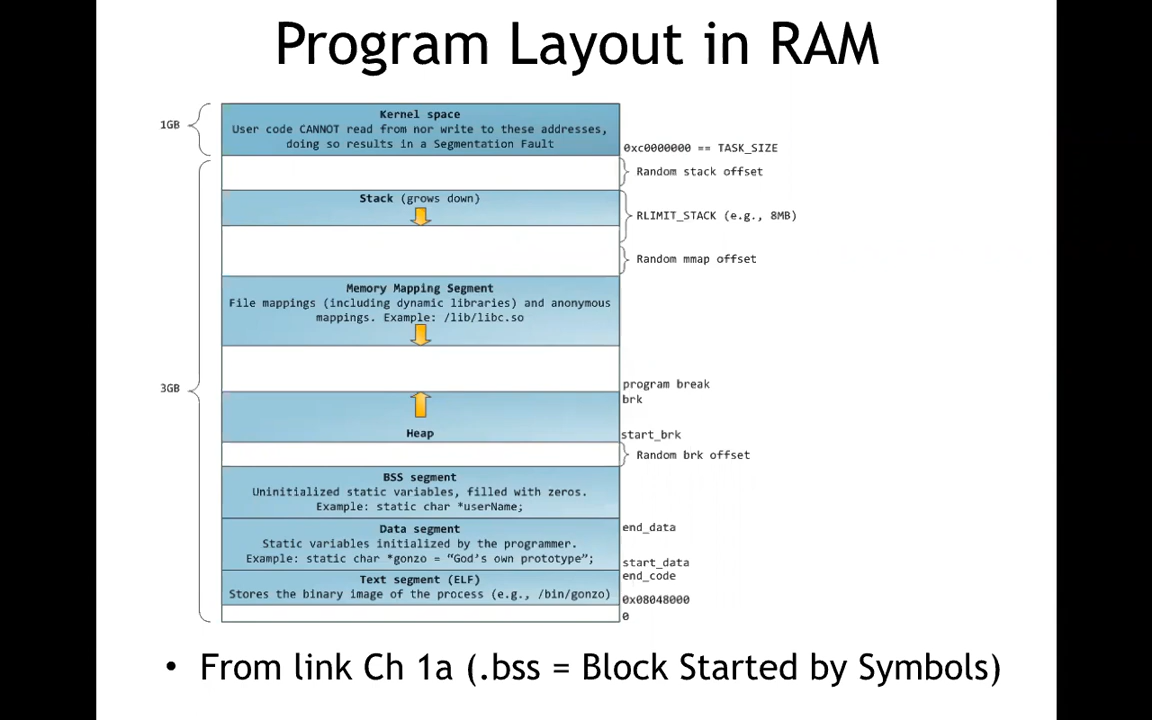 Program Layout in RAM
1GB
Kernel space
User code CANNOT read from nor write to these addresses,
doing so results in a Segmentation Fault
0xc0000000 == TASK_SIZE
Random stack offset
Stack (grows down)
RLIMIT_STACK (e.g., 8MB)
Random mmap offset
Memory Mapping Segment
File mappings (including dynamic libraries) and anonymous
mappings. Example: /lib/libc.so
3GB
program break
brk
Heap
start_brk
Random brk offset
BSS segment
Uninitialized static variables, filled with zeros.
Example: static char *userName;
Data segment
end_data
Static variables initialized by the programmer.
Example: static char *gonzo = “God’s own prototype”;
start_data
end_code
Text segment (ELF)
Stores the binary image of the process (e.g., /bin/gonzo)
0x08048000
0
• From link Ch 1a (.bss = Block Started by Symbols)